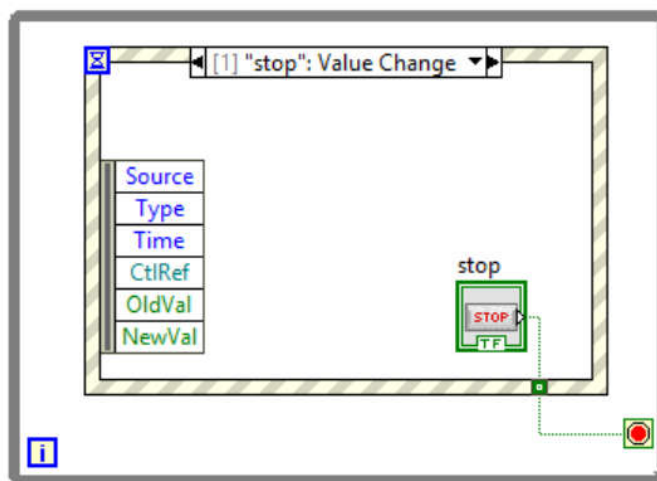 [1] "stop": Value Change
Source
Type
Time
CtlRef
OldVal
NewVal
stop
STOP
TF
i